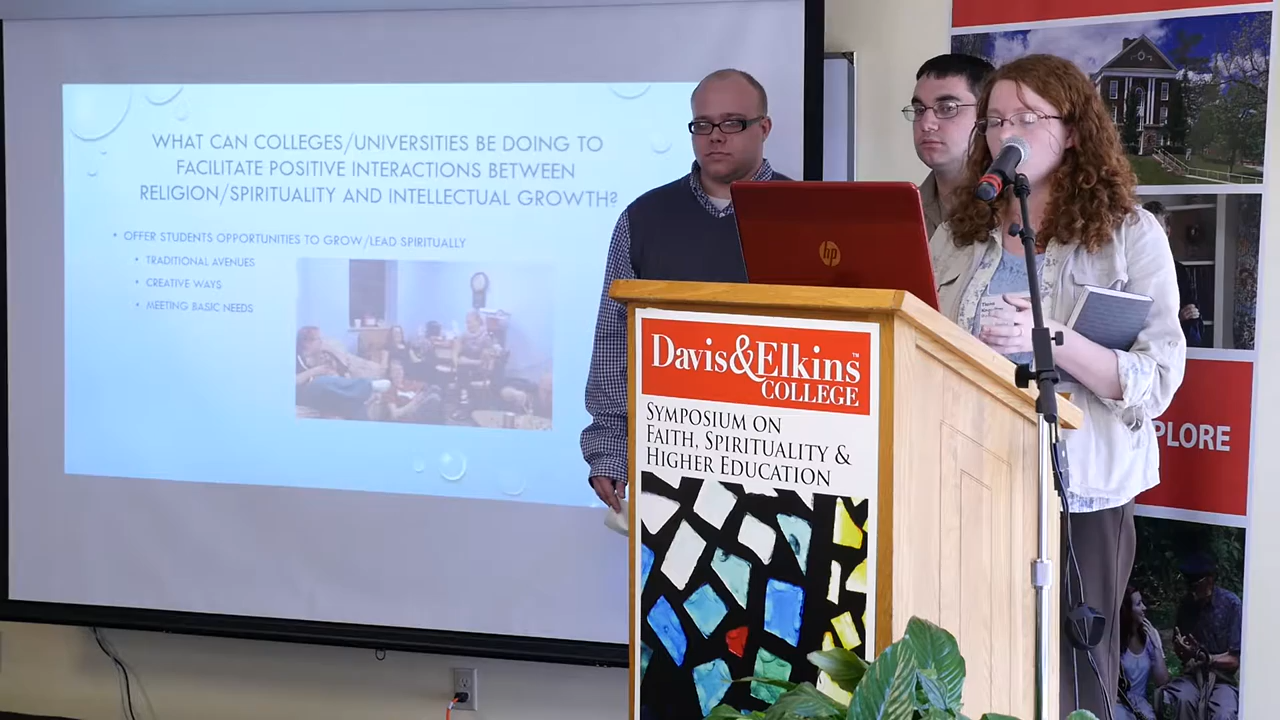 WHAT CAN COLLEGES/UNIVERSITIES BE DOING TO
FACILITATE POSITIVE INTERACTIONS BETWEEN
RELIGION/SPIRITUALITY AND INTELLECTUAL GROWTH?
• OFFER STUDENTS OPPORTUNITIES TO GROW/LEAD SPIRITUALLY
• TRADITIONAL AVENUES
• CREATIVE WAYS
• MEETING BASIC NEEDS
hp
Davis&Elkins™
COLLEGE
SYMPOSIUM ON
FAITH, SPIRITUALITY &
HIGHER EDUCATION
PLORE